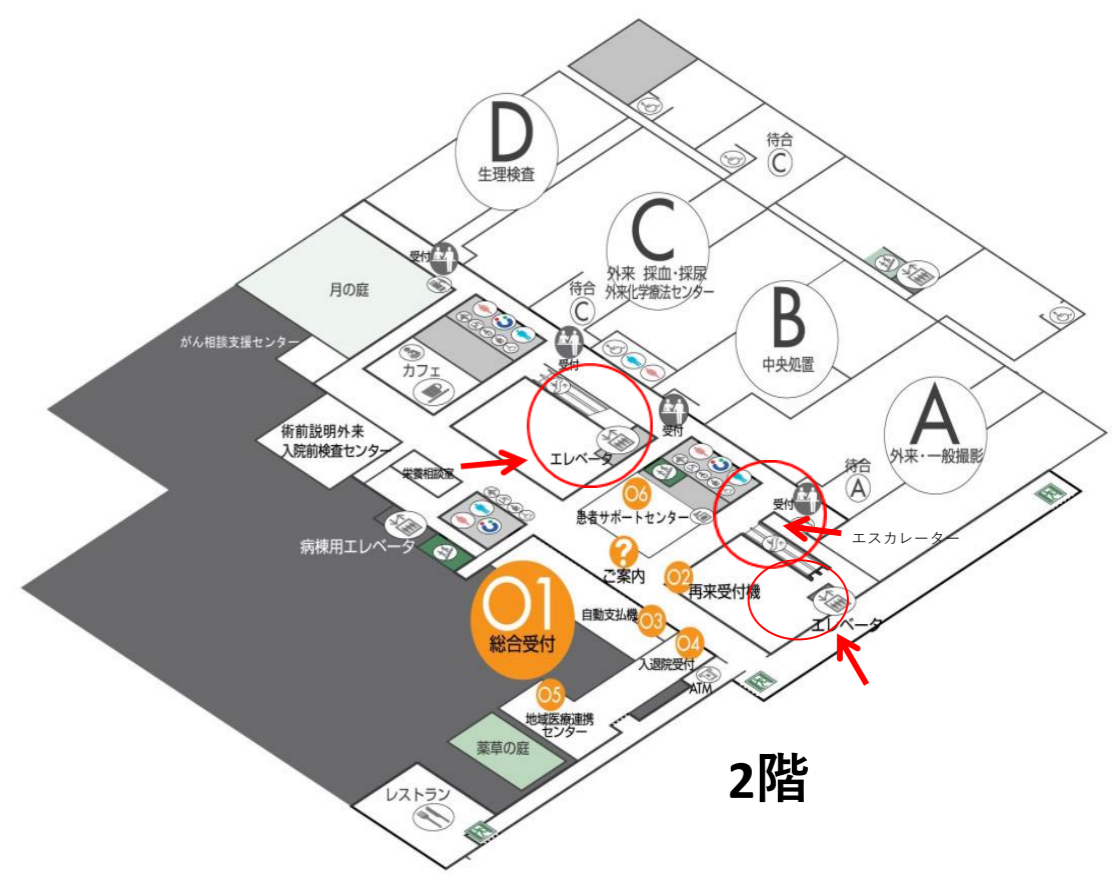 D
生理検査
待合
C
C
外来 採血・採尿
外来化学療法センター
受付
月の庭
待合
C
B
中央処置
がん相談支援センター
カフェ
受付
A
外来・一般撮影
受付
術前説明外来
入院前検査センター
エレベータ
待合
A
栄養相談室
06
患者サポートセンター
受付
エスカレーター
病棟用エレベータ
?
ご案内
02
再来受付機
01
総合受付
自動支払機
03
エレベータ
04
入退院受付
ATM
05
地域医療連携
センター
薬草の庭
2階
レストラン